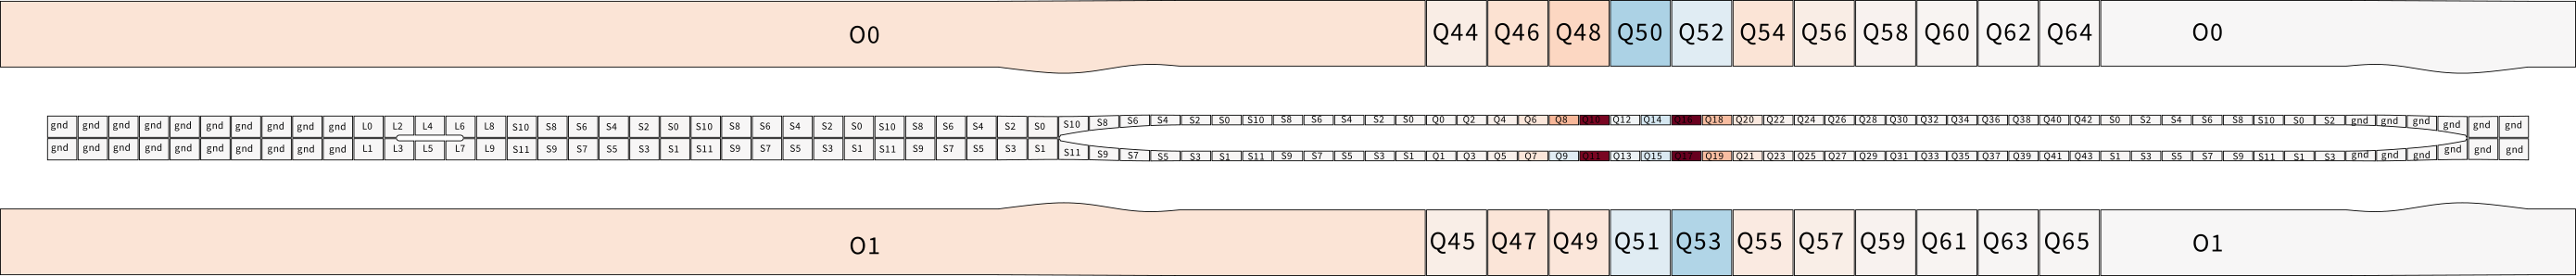 O0 Q44 Q46 Q48 Q50 Q52 Q54 Q56 Q58 Q60 Q62 Q64 O0
gnd gnd gnd gnd gnd gnd gnd gnd gnd gnd L0 L2 L4 L6 L8 S10 S8 S6 S4 S2 S0 S10 S8 S6 S4 S2 S0 S10 S8 S6 S4 S2 S0 S10 S8 S6 S4 S2 S0 S10 S8 S6 S4 S2 S0 Q0 Q2 Q4 Q6 Q8 Q10 Q12 Q14 Q16 Q18 Q20 Q22 Q24 Q26 Q28 Q30 Q32 Q34 Q36 Q38 Q40 Q42 S0 S2 S4 S6 S8 S10 S0 S2 gnd gnd gnd gnd gnd gnd
gnd gnd gnd gnd gnd gnd gnd gnd gnd gnd L1 L3 L5 L7 L9 S11 S9 S7 S5 S3 S1 S11 S9 S7 S5 S3 S1 S11 S9 S7 S5 S3 S1 S11 S9 S7 S5 S3 S1 S11 S9 S7 S5 S3 S1 Q1 Q3 Q5 Q7 Q9 Q11 Q13 Q15 Q17 Q19 Q21 Q23 Q25 Q27 Q29 Q31 Q33 Q35 Q37 Q39 Q41 Q43 S1 S3 S5 S7 S9 S11 S1 S3 gnd gnd gnd gnd gnd gnd
O1 Q45 Q47 Q49 Q51 Q53 Q55 Q57 Q59 Q61 Q63 Q65 O1